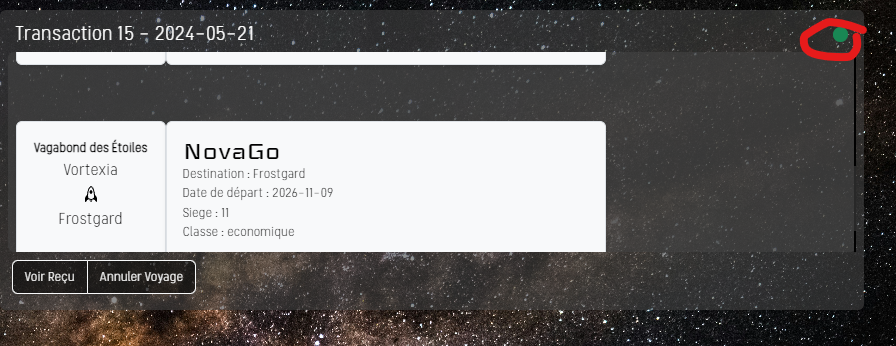 Transaction 15 - 2024-05-21
Vagabond des Étoiles
Vortexia
Frostgard
NovaGo
Destination : Frostgard
Date de départ : 2026-11-09
Siege : 11
Classe : economique
Voir Reçu
Annuler Voyage